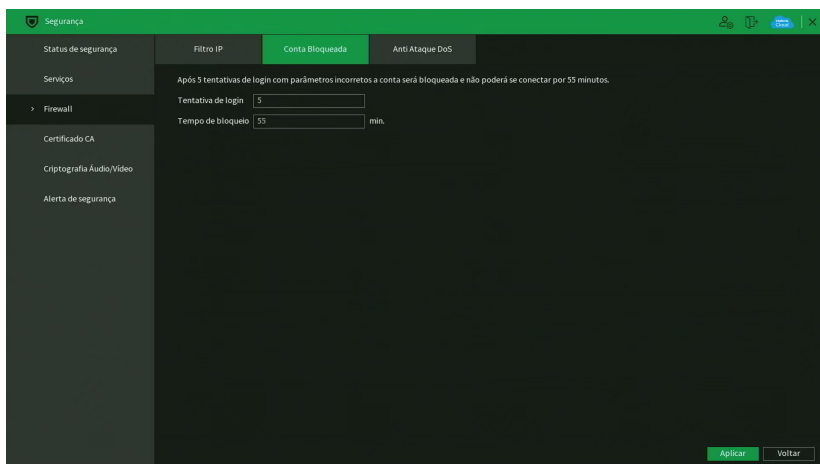 Segurança
Cloud
Status de segurança
Serviços
> Firewall
Certificado CA
Criptografia Áudio/Vídeo
Alerta de segurança
Filtro IP
Conta Bloqueada
Anti Ataque DoS
Após 5 tentativas de login com parâmetros incorretos a conta será bloqueada e não poderá se conectar por 55 minutos.
Tentativa de login 5
Tempo de bloqueio 55 min.
Aplicar
Voltar